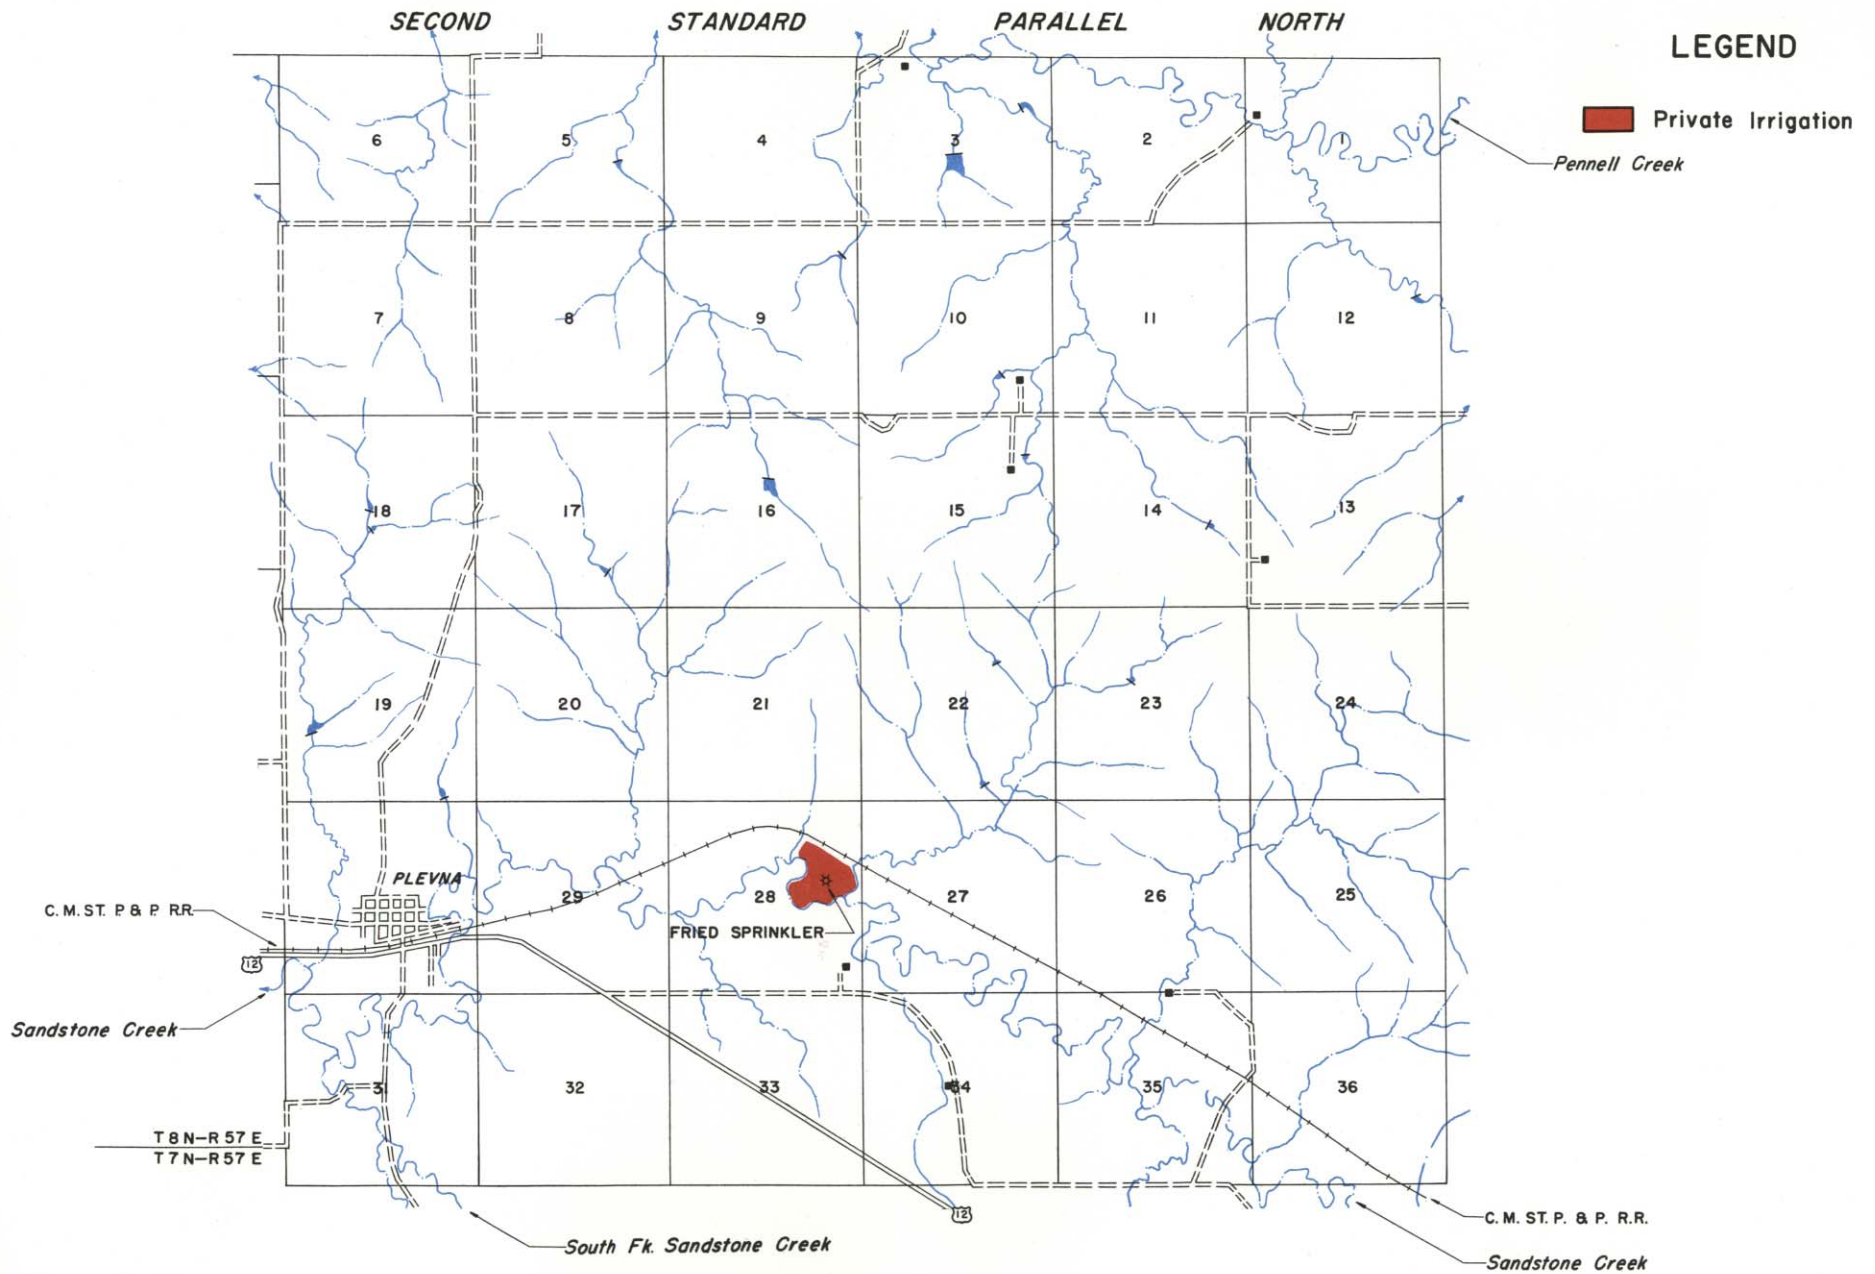 SECOND STANDARD PARALLEL NORTH
LEGEND
Private Irrigation
Pennell Creek
6 5 4 3 2 1
7 8 9 10 11 12
18 17 16 15 14 13
19 20 21 22 23 24
PLEVNA
29 28 27 26 25
C. M. ST. P. & P. R.R.
FRIED SPRINKLER
12
Sandstone Creek
31 32 33 34 35 36
T 8 N–R 57 E
T 7 N–R 57 E
12
C. M. ST. P. & P. R.R.
South Fk. Sandstone Creek
Sandstone Creek